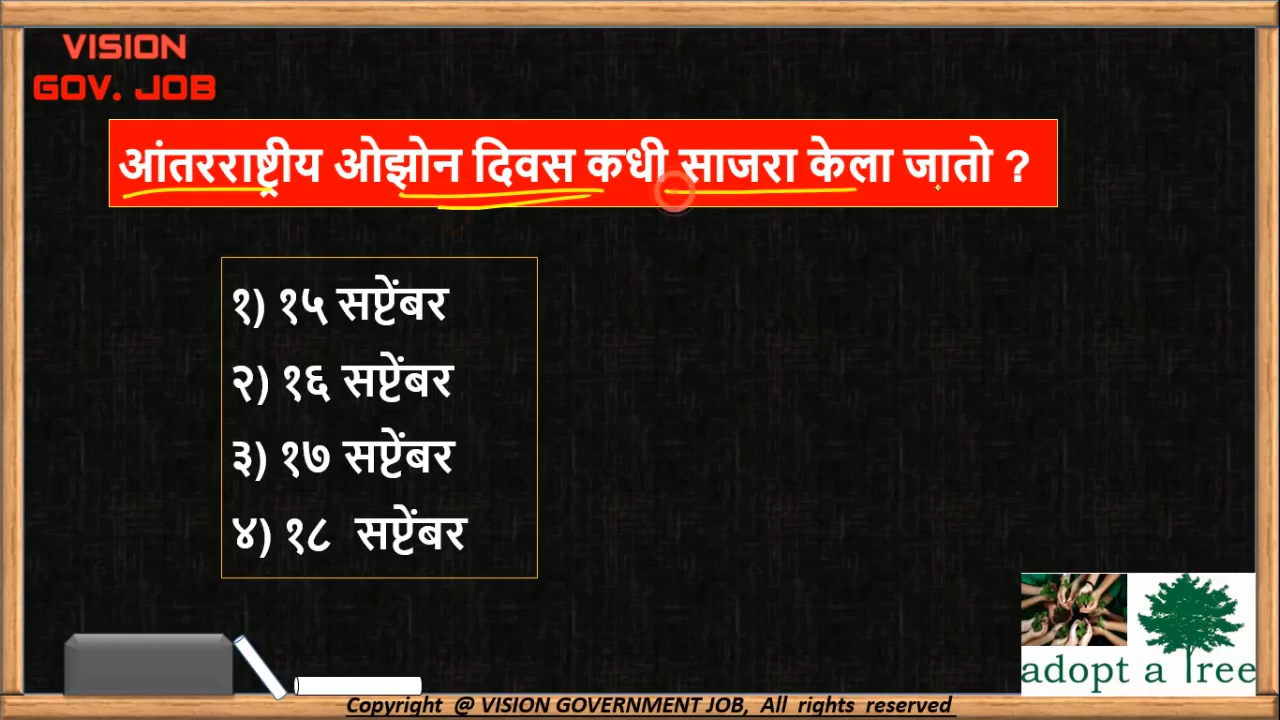 VISION
GOV. JOB
आंतरराष्ट्रीय ओझोन दिवस कधी साजरा केला जातो ?
१) १५ सप्टेंबर
२) १६ सप्टेंबर
३) १७ सप्टेंबर
४) १८ सप्टेंबर
adopt a Tree
Copyright @ VISION GOVERNMENT JOB, All rights reserved